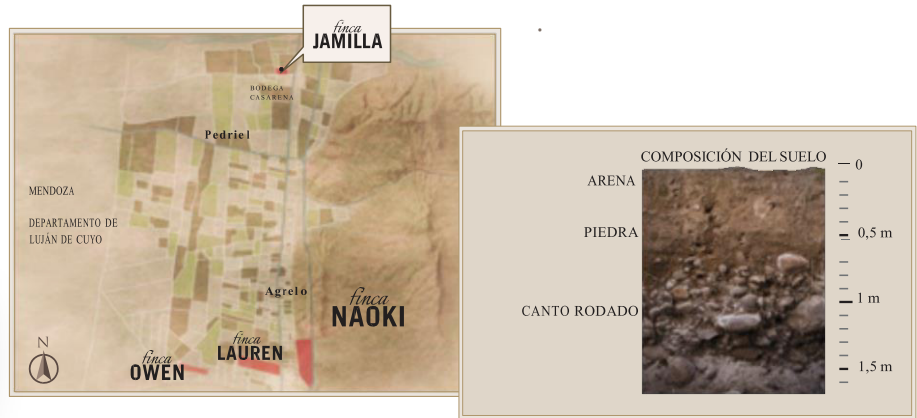 finca
JAMILLA
BODEGA
CASARENA
Pedriel
MENDOZA
DEPARTAMENTO DE
LUJÁN DE CUYO
Agrelo
finca
NAOKI
finca
LAUREN
finca
OWEN
N
COMPOSICIÓN DEL SUELO
ARENA
PIEDRA
CANTO RODADO
0
0,5 m
1 m
1,5 m